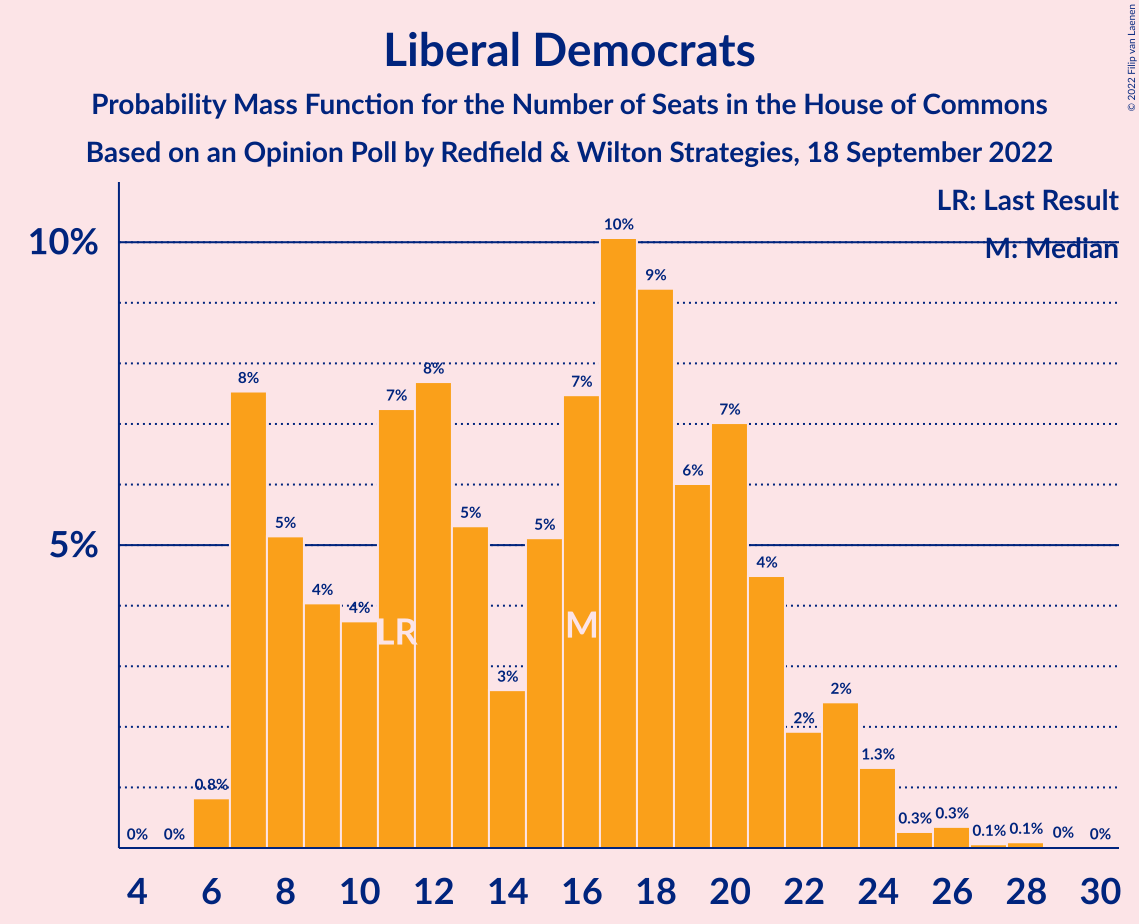 Liberal Democrats
Probability Mass Function for the Number of Seats in the House of Commons
Based on an Opinion Poll by Redfield & Wilton Strategies, 18 September 2022
© 2022 Filip van Laenen
LR: Last Result
M: Median
10%
5%
0% 0% 0.8% 8% 5% 4% 4% 7% 8% 5% 3% 5% 7% 10% 9% 6% 7% 4% 2% 2% 1.3% 0.3% 0.3% 0.1% 0.1% 0% 0%
LR M
4 6 8 10 12 14 16 18 20 22 24 26 28 30